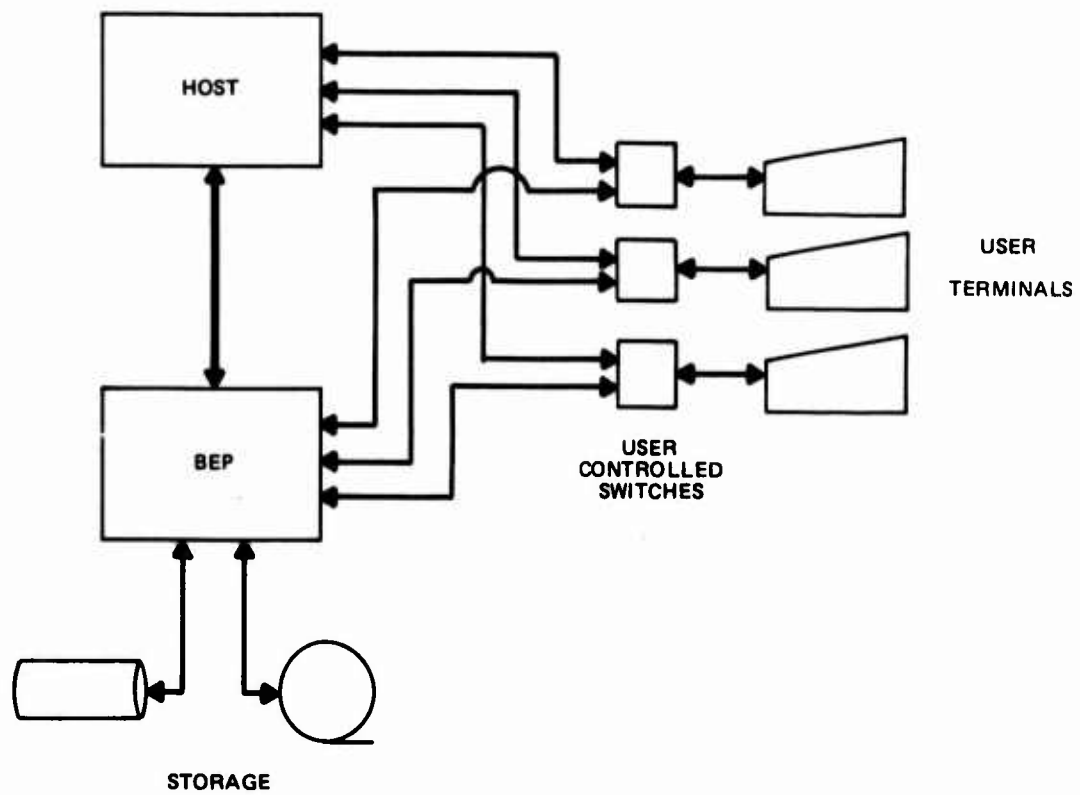 HOST
USER
TERMINALS
BEP
USER
CONTROLLED
SWITCHES
STORAGE